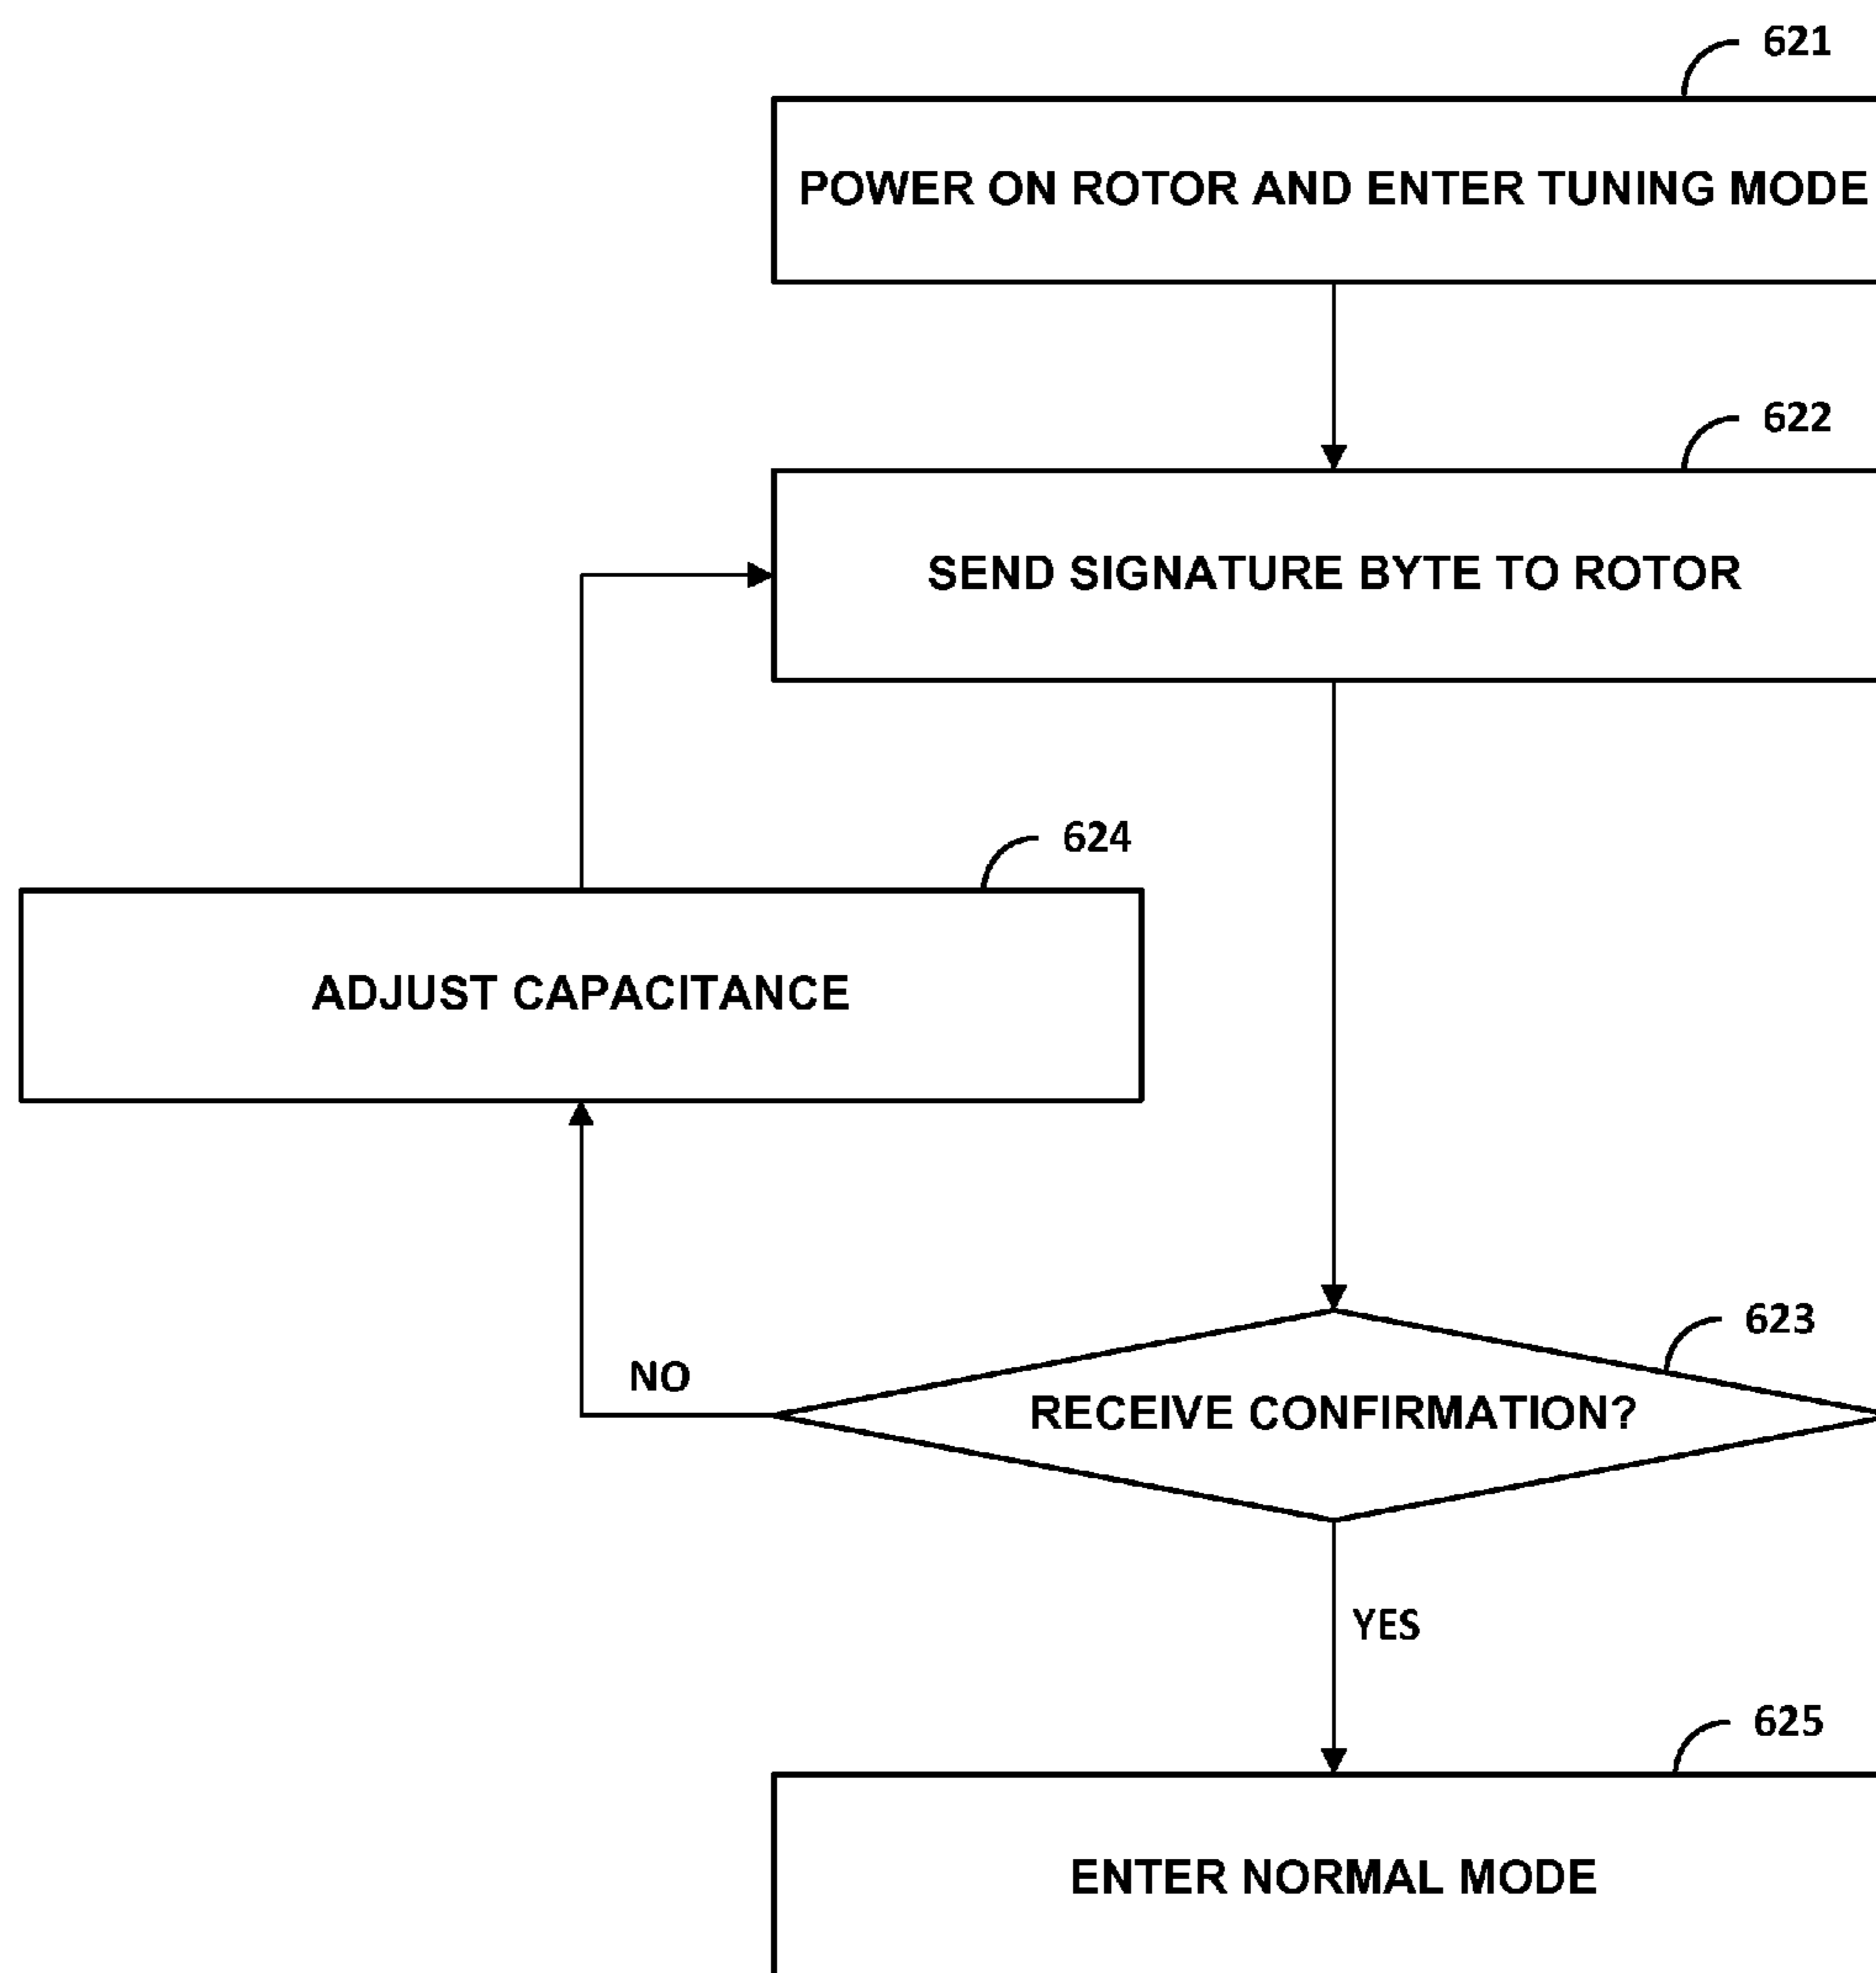 621
POWER ON ROTOR AND ENTER TUNING MODE
622
SEND SIGNATURE BYTE TO ROTOR
624
ADJUST CAPACITANCE
623
NO
RECEIVE CONFIRMATION?
YES
625
ENTER NORMAL MODE